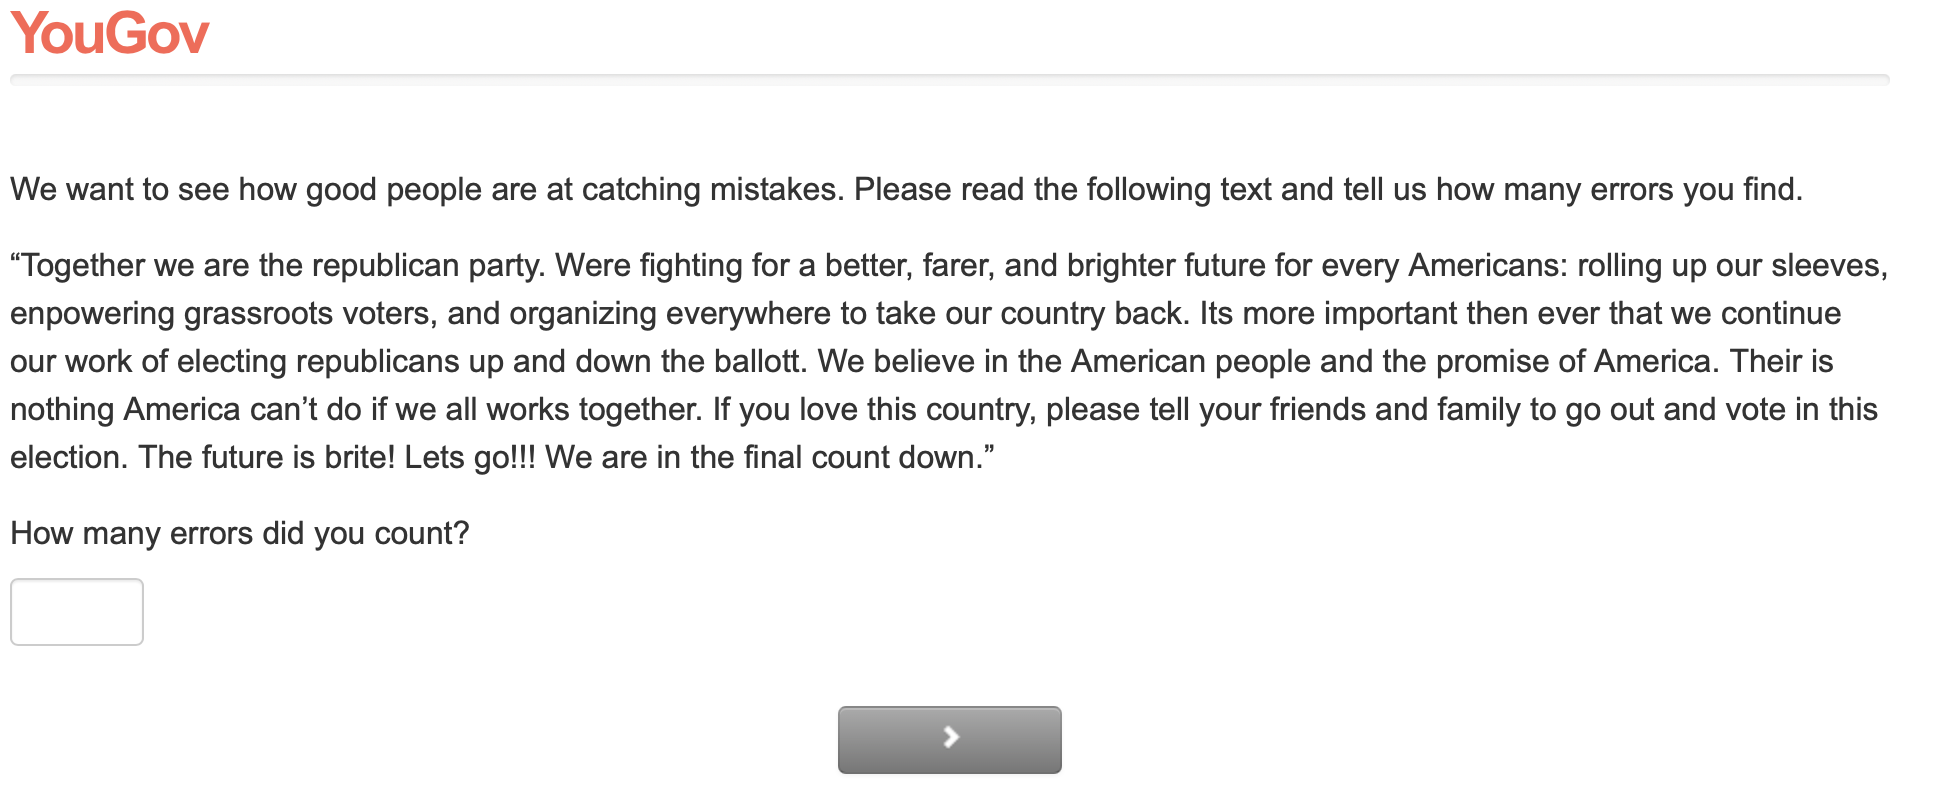 YouGov
We want to see how good people are at catching mistakes. Please read the following text and tell us how many errors you find.
“Together we are the republican party. Were fighting for a better, farer, and brighter future for every Americans: rolling up our sleeves,
enpowering grassroots voters, and organizing everywhere to take our country back. Its more important then ever that we continue
our work of electing republicans up and down the ballott. We believe in the American people and the promise of America. Their is
nothing America can’t do if we all works together. If you love this country, please tell your friends and family to go out and vote in this
election. The future is brite! Lets go!!! We are in the final count down.”
How many errors did you count?